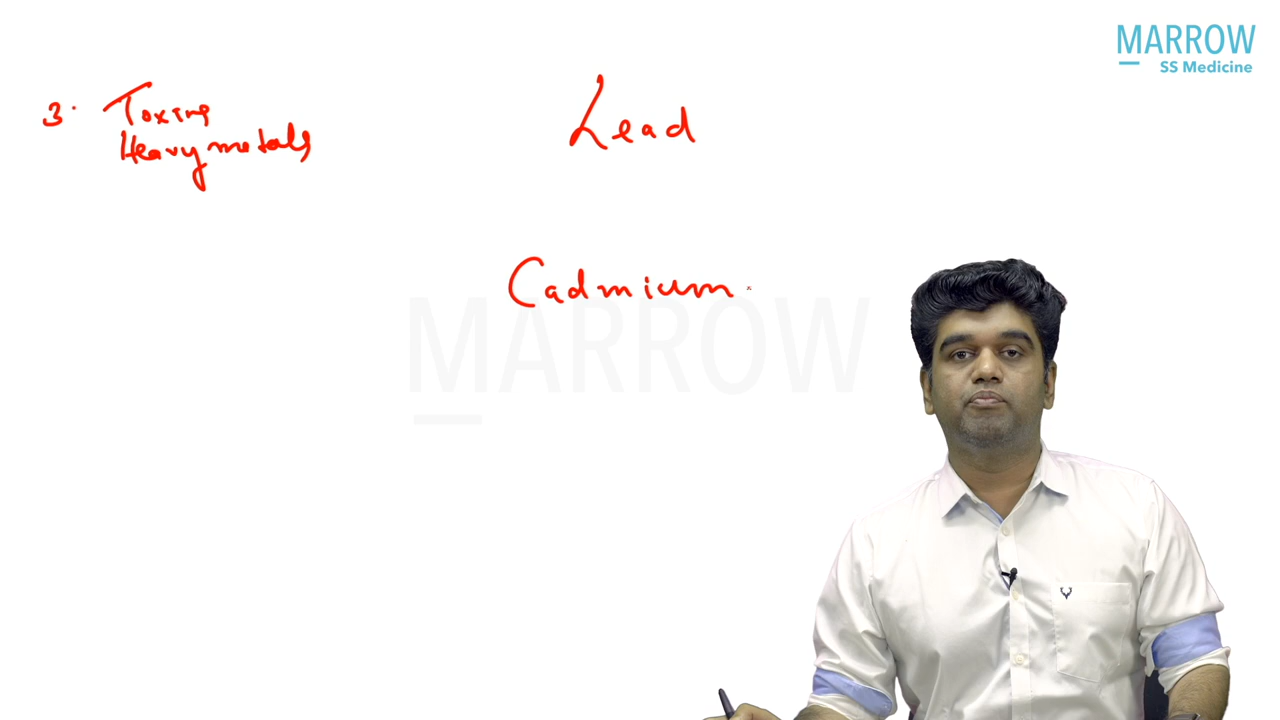 MARROW
SS Medicine
3. Toxins
Heavy metals
Lead
Cadmium
MARROW